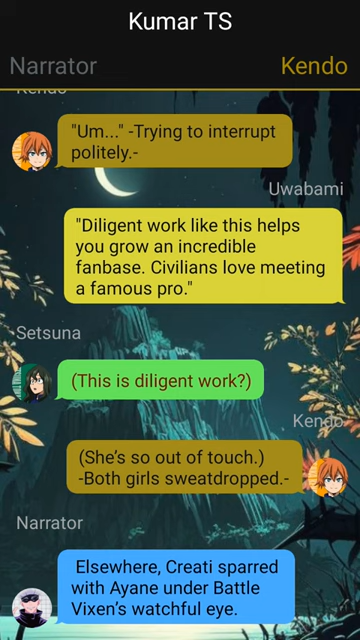 Kumar TS
Narrator Kendo
Kendo
"Um..." -Trying to interrupt
politely.-
Uwabami
"Diligent work like this helps
you grow an incredible
fanbase. Civilians love meeting
a famous pro."
Setsuna
(This is diligent work?)
Kendo
(She's so out of touch.)
-Both girls sweatdropped.-
Narrator
Elsewhere, Creati sparred
with Ayane under Battle
Vixen’s watchful eye.